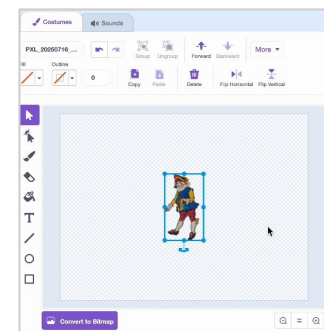 Costumes Sounds
PXL_20250716_... Group Ungroup Forward Backward More
Fill Outline
0 Copy Paste Delete Flip Horizontal Flip Vertical
T
Convert to Bitmap =